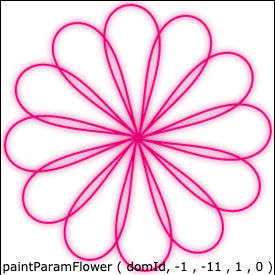 paintParamFlower ( domId, -1 , -11 , 1 , 0 )